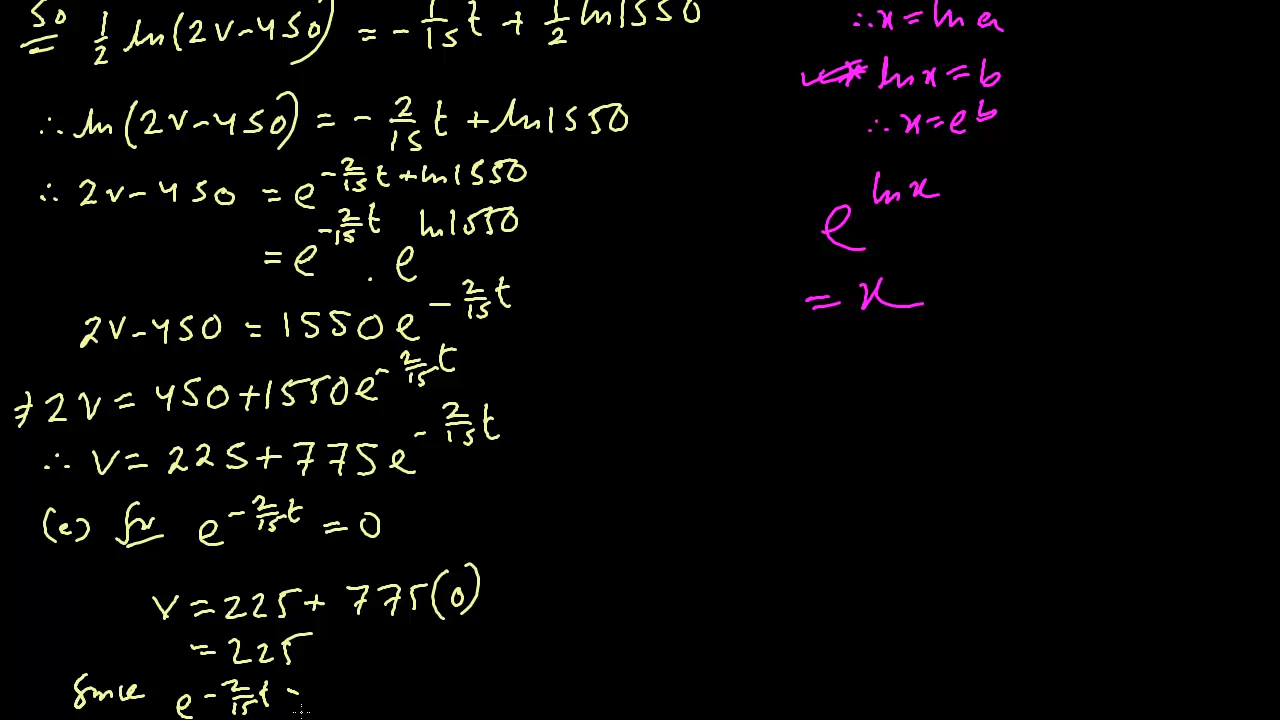 So ½ ln(2v-450) = -1/15 t + ½ ln1550
∴ ln(2v-450) = -2/15 t + ln1550
∴ 2v-450 = e^(-2/15 t + ln1550)
= e^(-2/15 t) . e^(ln1550)
2v-450 = 1550e^(-2/15 t)
⇒ 2v = 450+1550e^(-2/15 t)
∴ v = 225+775e^(-2/15 t)
(c) for e^(-2/15 t) = 0
v = 225+ 775(0)
= 225
Since e^(-2/15 t) -
∴ x = ln a
ln x = b
∴ x = e^b
e^(ln x)
= x